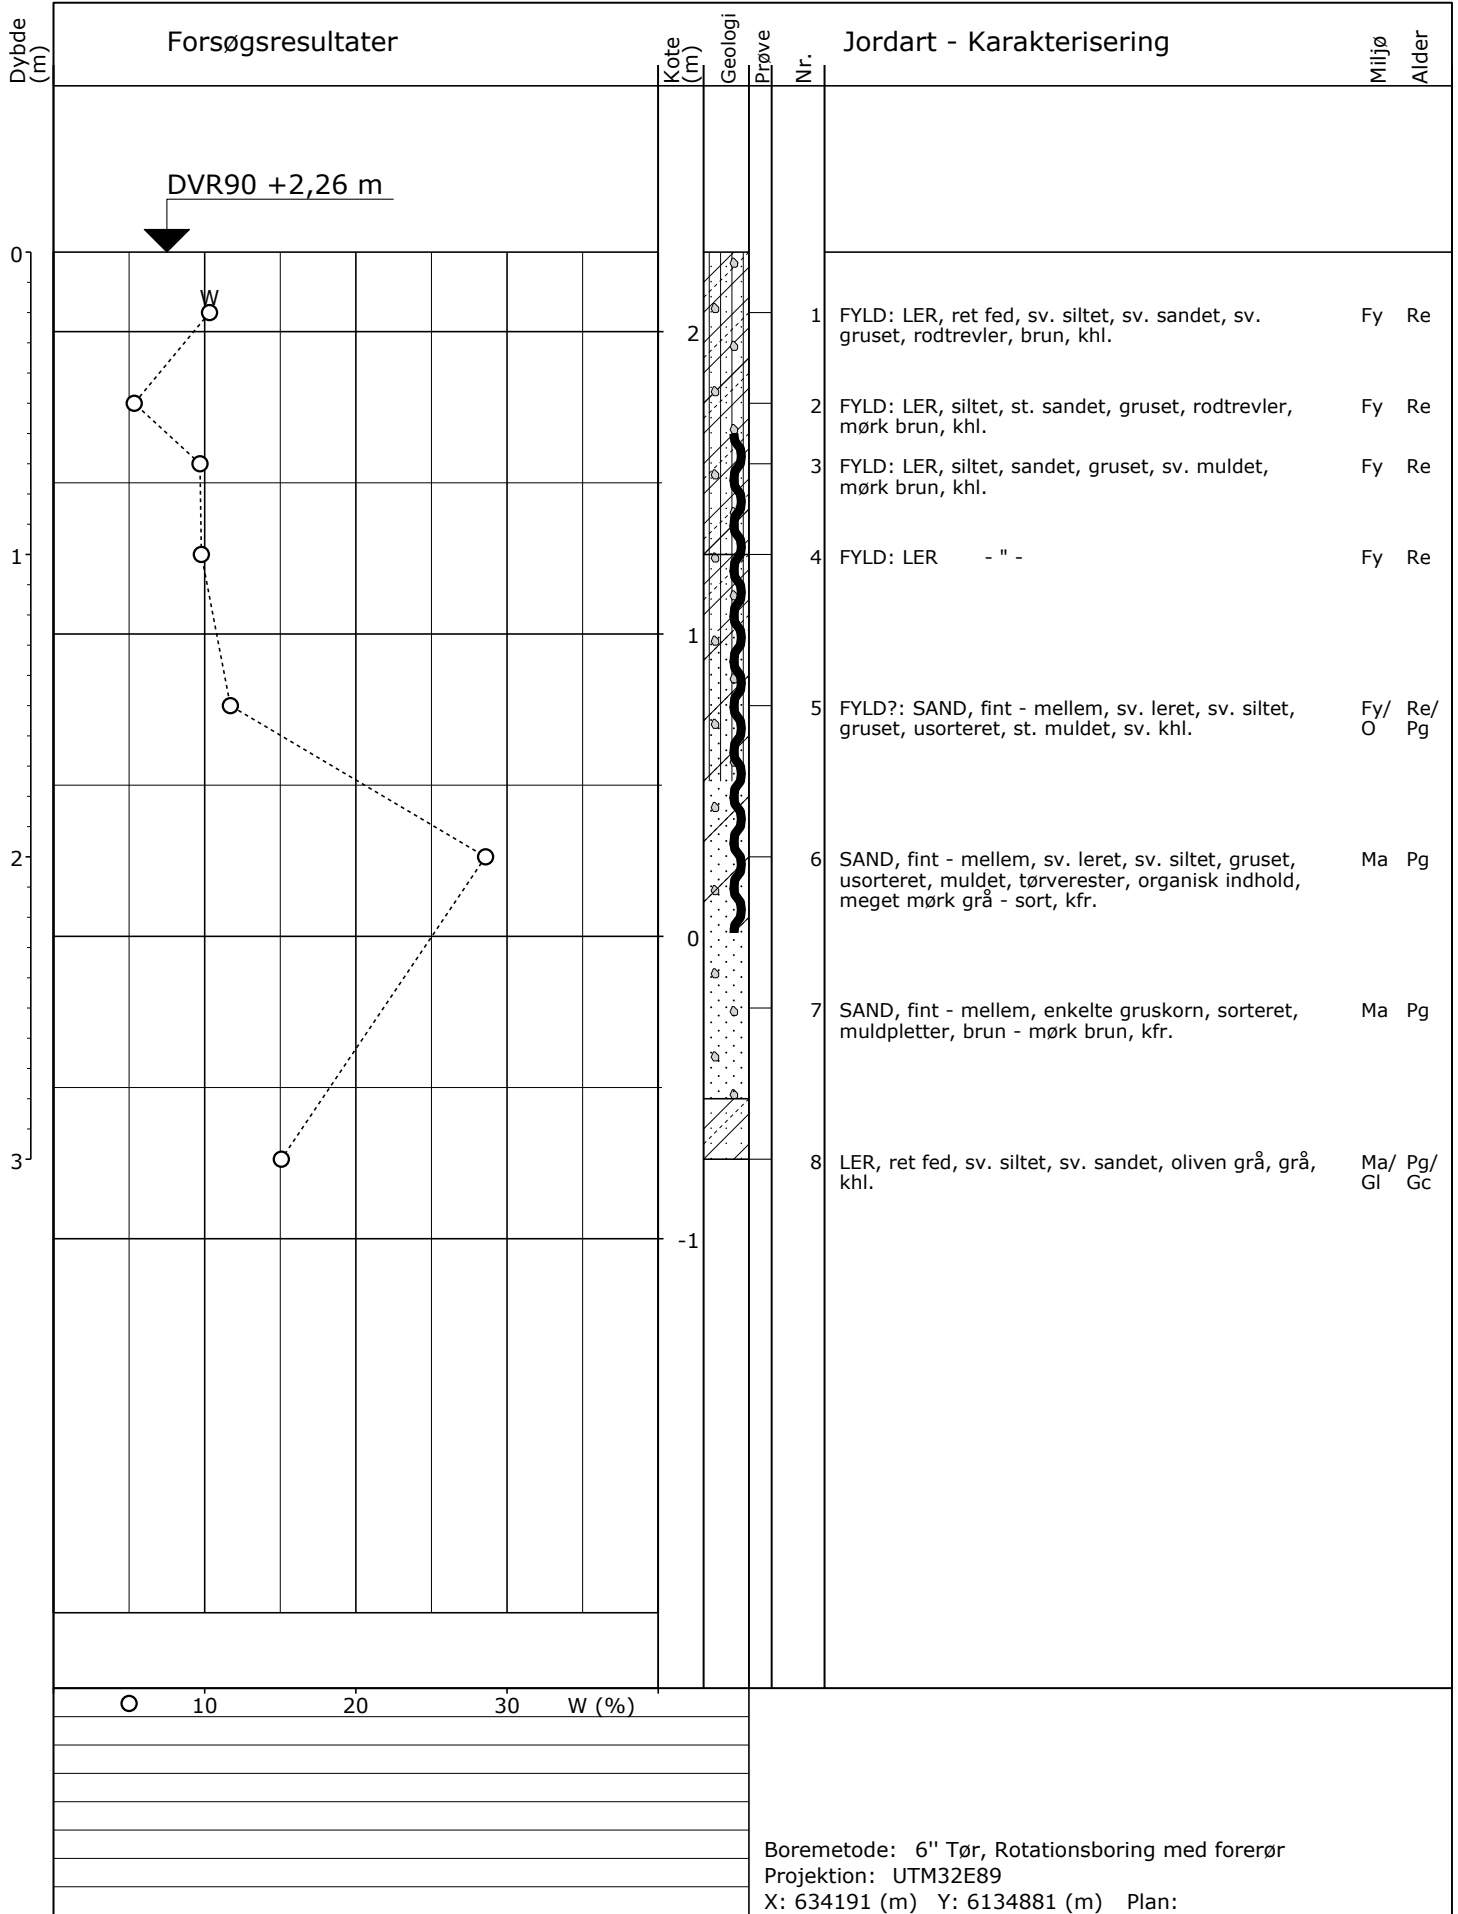 Dybde (m)
Forsøgsresultater
Kote (m)
Geologi
Prøve
Nr.
Jordart - Karakterisering
Miljø
Alder
DVR90 +2,26 m
0
W
1 FYLD: LER, ret fed, sv. siltet, sv. sandet, sv. Fy Re
gruset, rodtrevler, brun, khl.
2
2 FYLD: LER, siltet, st. sandet, gruset, rodtrevler, Fy Re
mørk brun, khl.
3 FYLD: LER, siltet, sandet, gruset, sv. muldet, Fy Re
mørk brun, khl.
1
4 FYLD: LER - " - Fy Re
1
5 FYLD?: SAND, fint - mellem, sv. leret, sv. siltet, Fy/ Re/
gruset, usorteret, st. muldet, sv. khl. O Pg
2
6 SAND, fint - mellem, sv. leret, sv. siltet, gruset, Ma Pg
usorteret, muldet, tørverester, organisk indhold,
meget mørk grå - sort, kfr.
0
7 SAND, fint - mellem, enkelte gruskorn, sorteret, Ma Pg
muldpletter, brun - mørk brun, kfr.
3
8 LER, ret fed, sv. siltet, sv. sandet, oliven grå, grå, Ma/ Pg/
khl. Gl Gc
-1
10 20 30 W (%)
Boremetode: 6'' Tør, Rotationsboring med forerør
Projektion: UTM32E89
X: 634191 (m) Y: 6134881 (m) Plan: